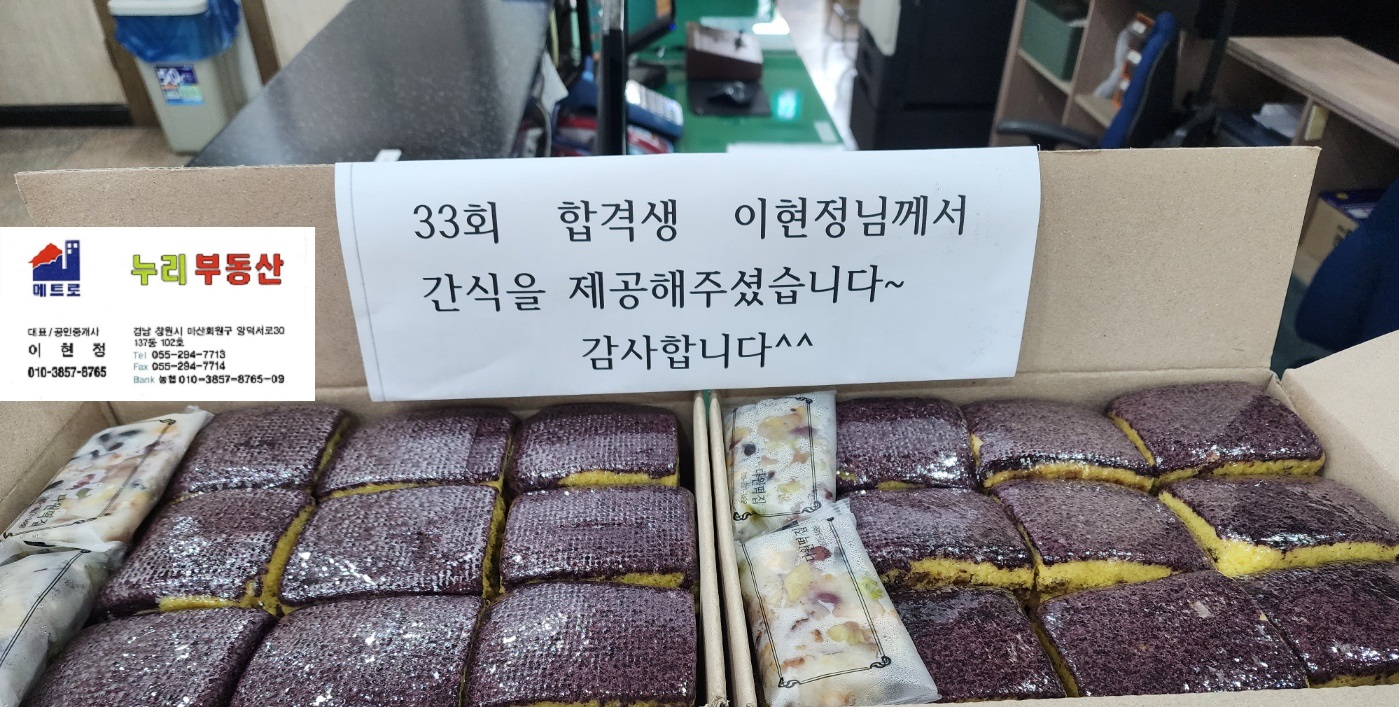 33회 합격생 이현정님께서
간식을 제공해주셨습니다~
감사합니다^^
메트로
누리부동산
대표/공인중개사
이 현 정
010-3857-8765
경남 창원시 마산회원구 양덕서로30
137동 102호
Tel 055-294-7713
Fax 055-294-7714
Bank 농협 010-3857-8765-09